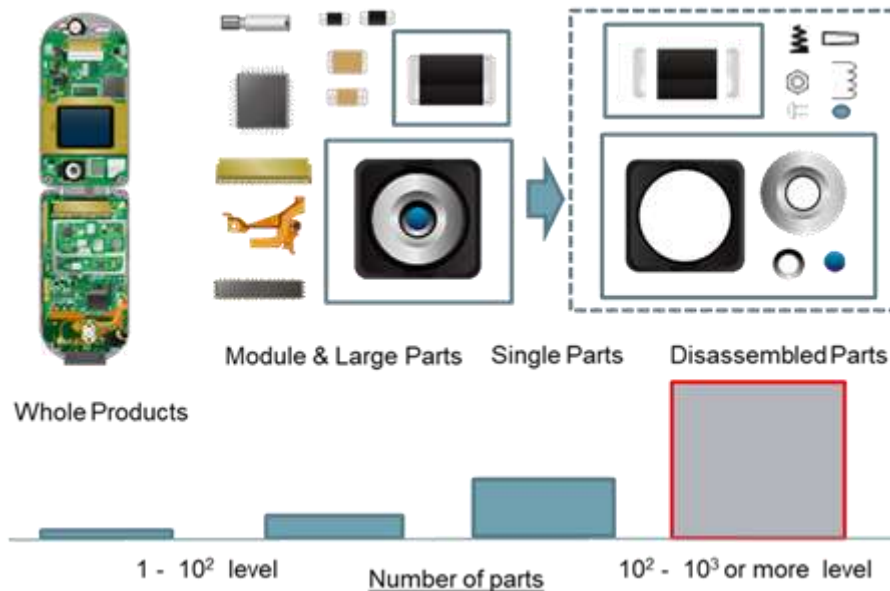 Module & Large Parts
Single Parts
Disassembled Parts
Whole Products
1 - 10² level
Number of parts
10² - 10³ or more level